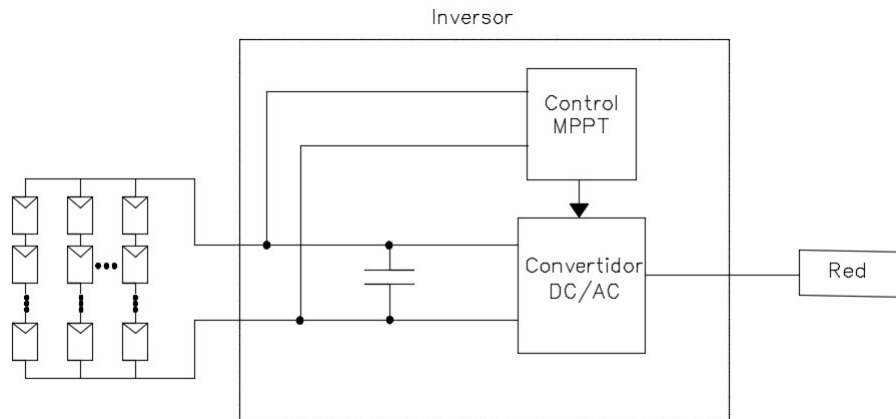 Inversor
Control
MPPT
Convertidor
DC/AC
Red